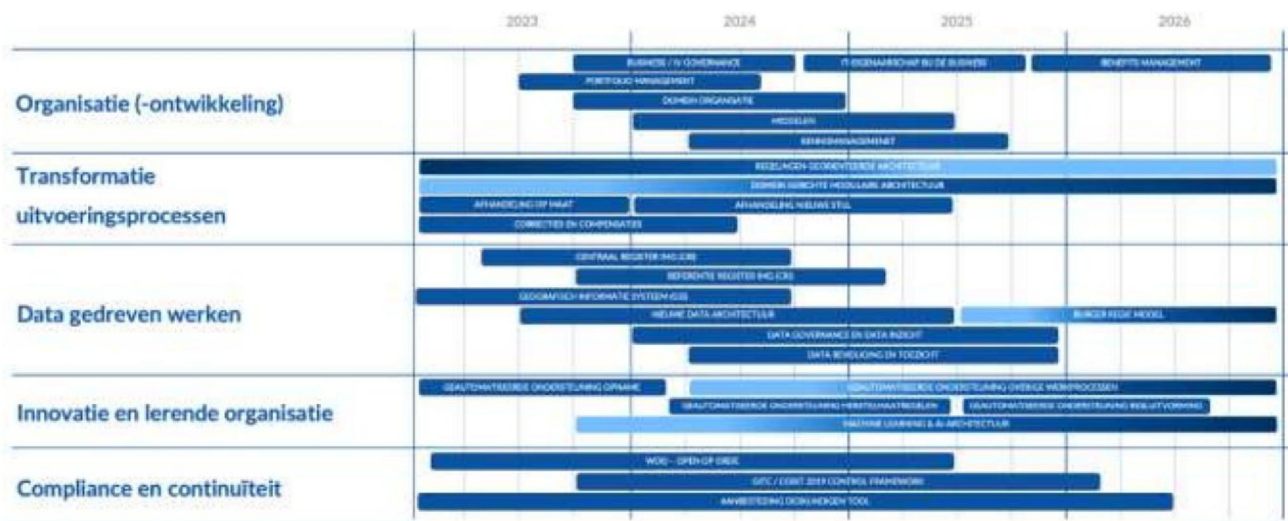 2023 2024 2025 2026
Organisatie (-ontwikkeling)
BUSINESS / IV GOVERNANCE
IT-EIGENAARSCHAP BIJ DE BUSINESS
BENEFITS MANAGEMENT
PORTFOLIO MANAGEMENT
DOMEIN ORGANISATIE
MIDDELEN
KENNISMANAGEMENT
Transformatie
uitvoeringsprocessen
REGELINGEN GEORIENTEERDE ARCHITECTUUR
DOMEIN GERICHTE MODULAIRE ARCHITECTUUR
AFHANDELING OP MAAT
AFHANDELING NIEUWE STIJL
CORRECTIES EN COMPENSATIES
Data gedreven werken
CENTRAAL REGISTER IMG (CRI)
REFERENTIE REGISTER IMG (CRI)
GEOGRAFISCH INFORMATIE SYSTEEM (GIS)
NIEUWE DATA ARCHITECTUUR
BURGER REGIE MODEL
DATA GOVERNANCE EN DATA INZICHT
DATA BEVEILIGING EN TOEZICHT
Innovatie en lerende organisatie
GEAUTOMATISEERDE ONDERSTEUNING OPNAME
GEAUTOMATISEERDE ONDERSTEUNING OVERIGE WERKPROCESSEN
GEAUTOMATISEERDE ONDERSTEUNING HERSTELMAATREGELEN
GEAUTOMATISEERDE ONDERSTEUNING BESLUITVORMING
MACHINE LEARNING & AI ARCHITECTUUR
Compliance en continuïteit
WOO - OPEN OP ORDE
GITC / COBIT 2019 CONTROL FRAMEWORK
AANBESTEDING DESKUNDIGEN TOOL